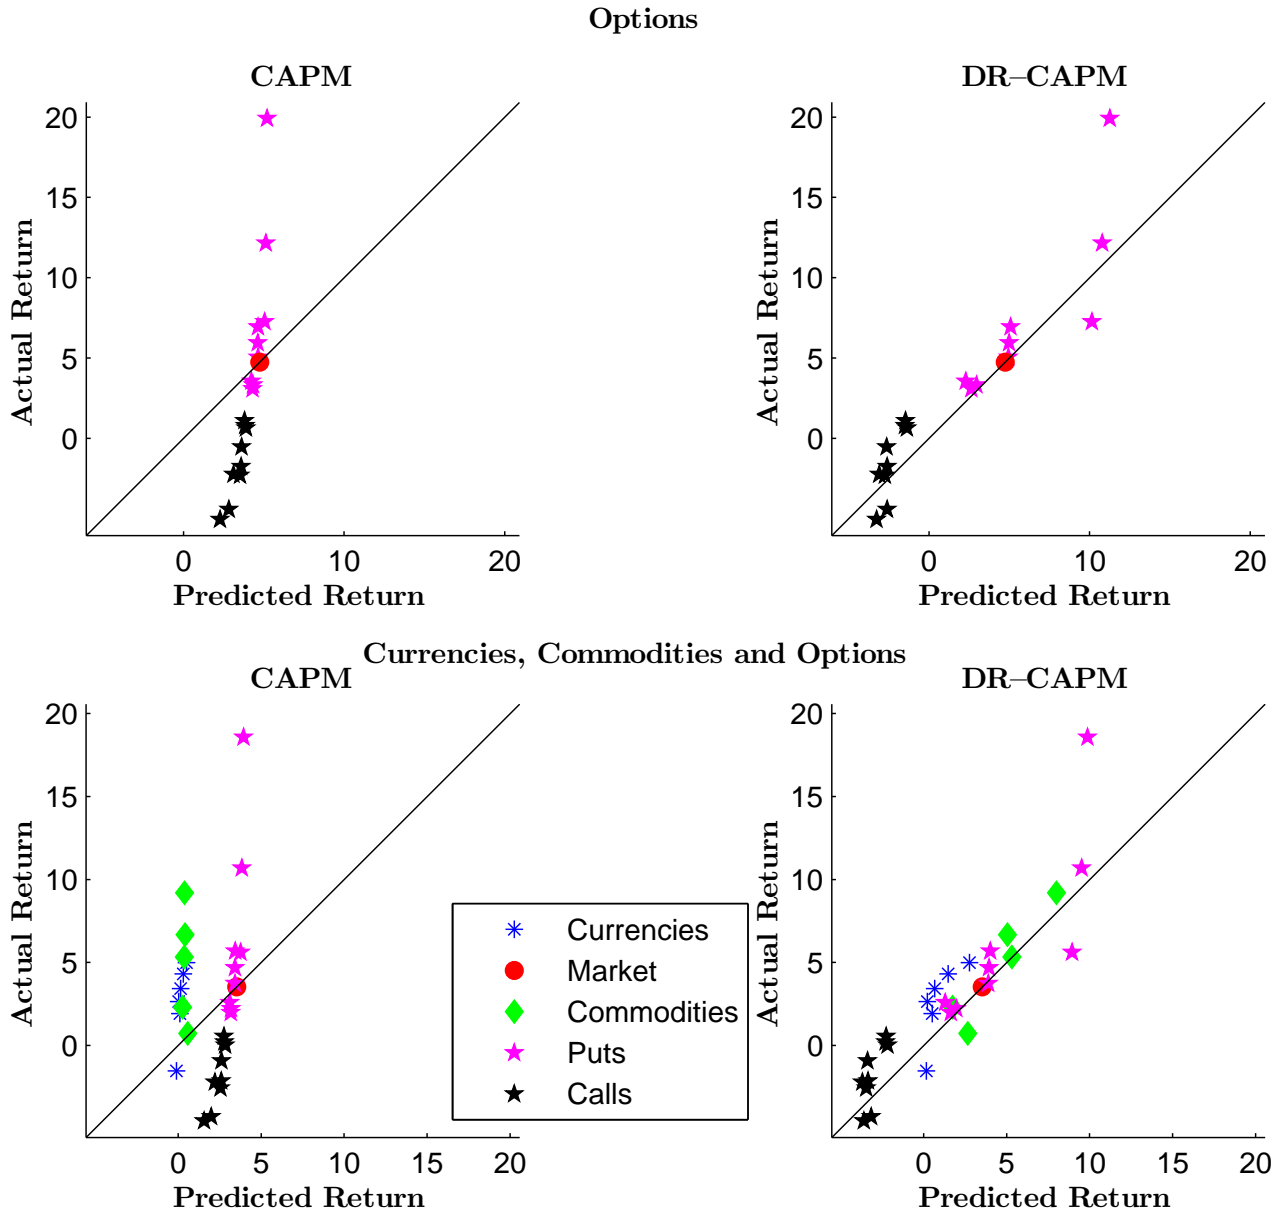 Options
CAPM
DR–CAPM
20
15
10
5
0
Actual Return
0 10 20
Predicted Return
20
15
10
5
0
Actual Return
0 10 20
Predicted Return
Currencies, Commodities and Options
CAPM
DR–CAPM
20
15
10
5
0
Actual Return
0 5 10 15 20
Predicted Return
Currencies
Market
Commodities
Puts
Calls
20
15
10
5
0
Actual Return
0 5 10 15 20
Predicted Return